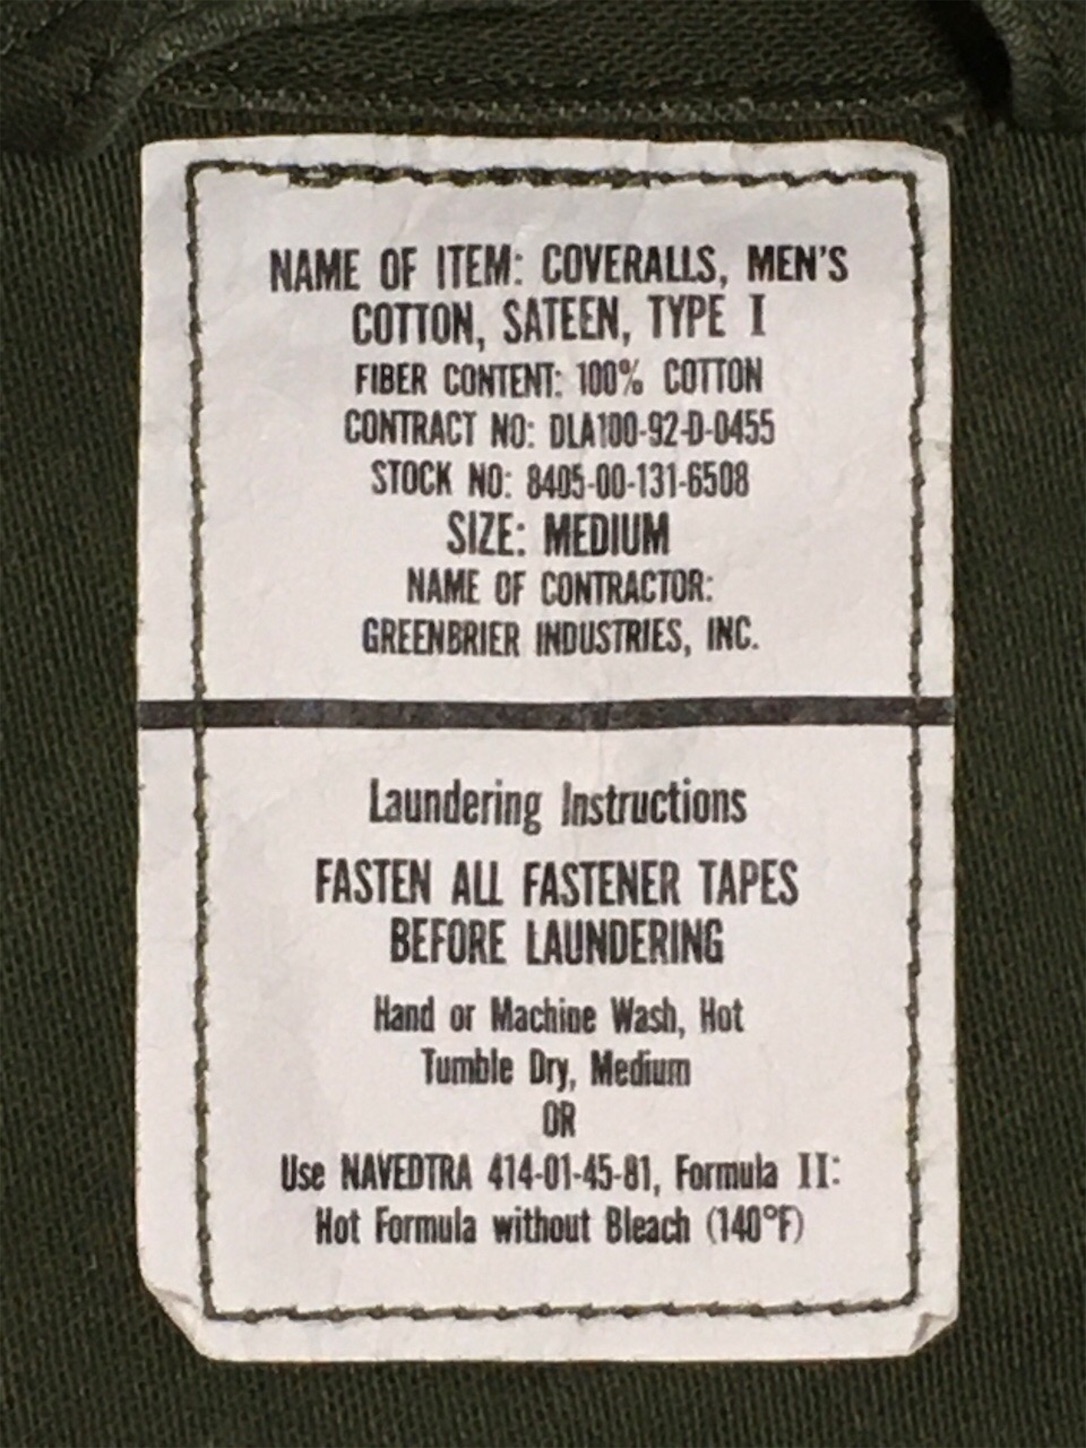 NAME OF ITEM: COVERALLS, MEN'S
COTTON, SATEEN, TYPE I
FIBER CONTENT: 100% COTTON
CONTRACT NO: DLA100-92-D-0455
STOCK NO: 8405-00-131-6508
SIZE: MEDIUM
NAME OF CONTRACTOR:
GREENBRIER INDUSTRIES, INC.
Laundering Instructions
FASTEN ALL FASTENER TAPES
BEFORE LAUNDERING
Hand or Machine Wash, Hot
Tumble Dry, Medium
OR
Use NAVEDTRA 414-01-45-81, Formula II:
Hot Formula without Bleach (140°F)